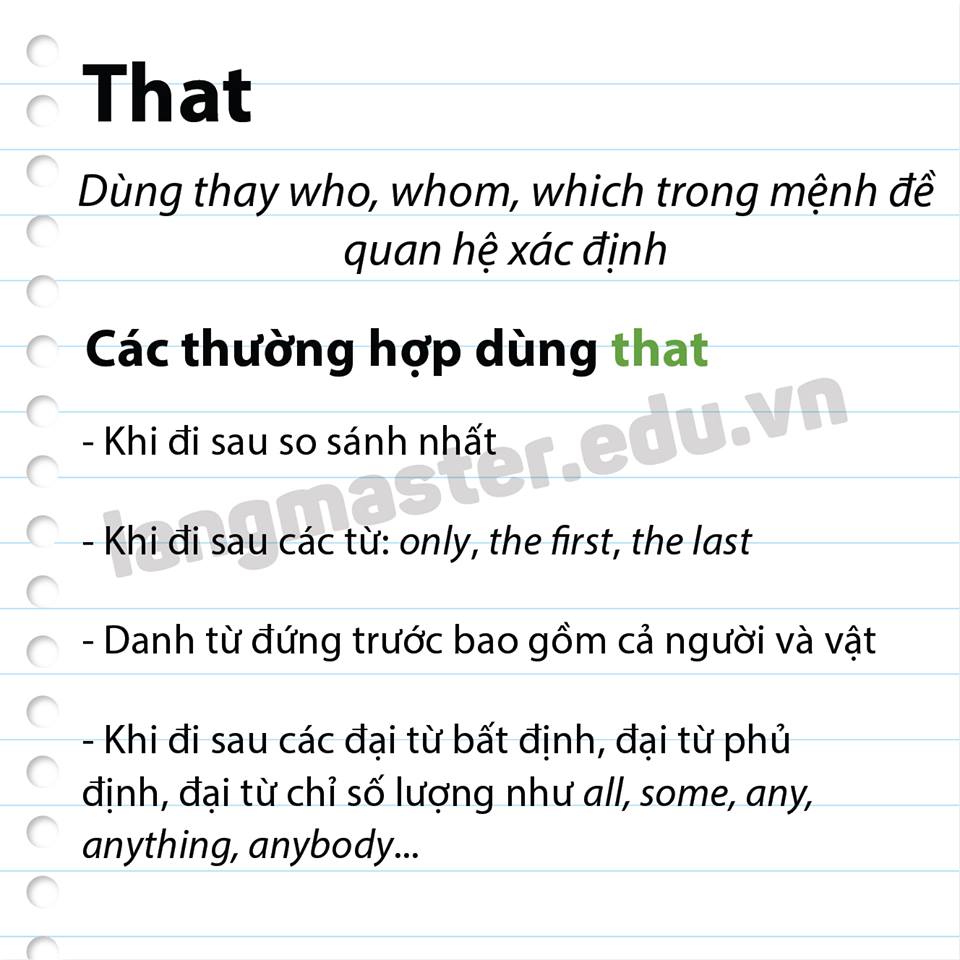 That
Dùng thay who, whom, which trong mệnh đề
quan hệ xác định
Các thường hợp dùng that
- Khi đi sau so sánh nhất
langmaster.edu.vn
- Khi đi sau các từ: only, the first, the last
- Danh từ đứng trước bao gồm cả người và vật
- Khi đi sau các đại từ bất định, đại từ phủ
định, đại từ chỉ số lượng như all, some, any,
anything, anybody...